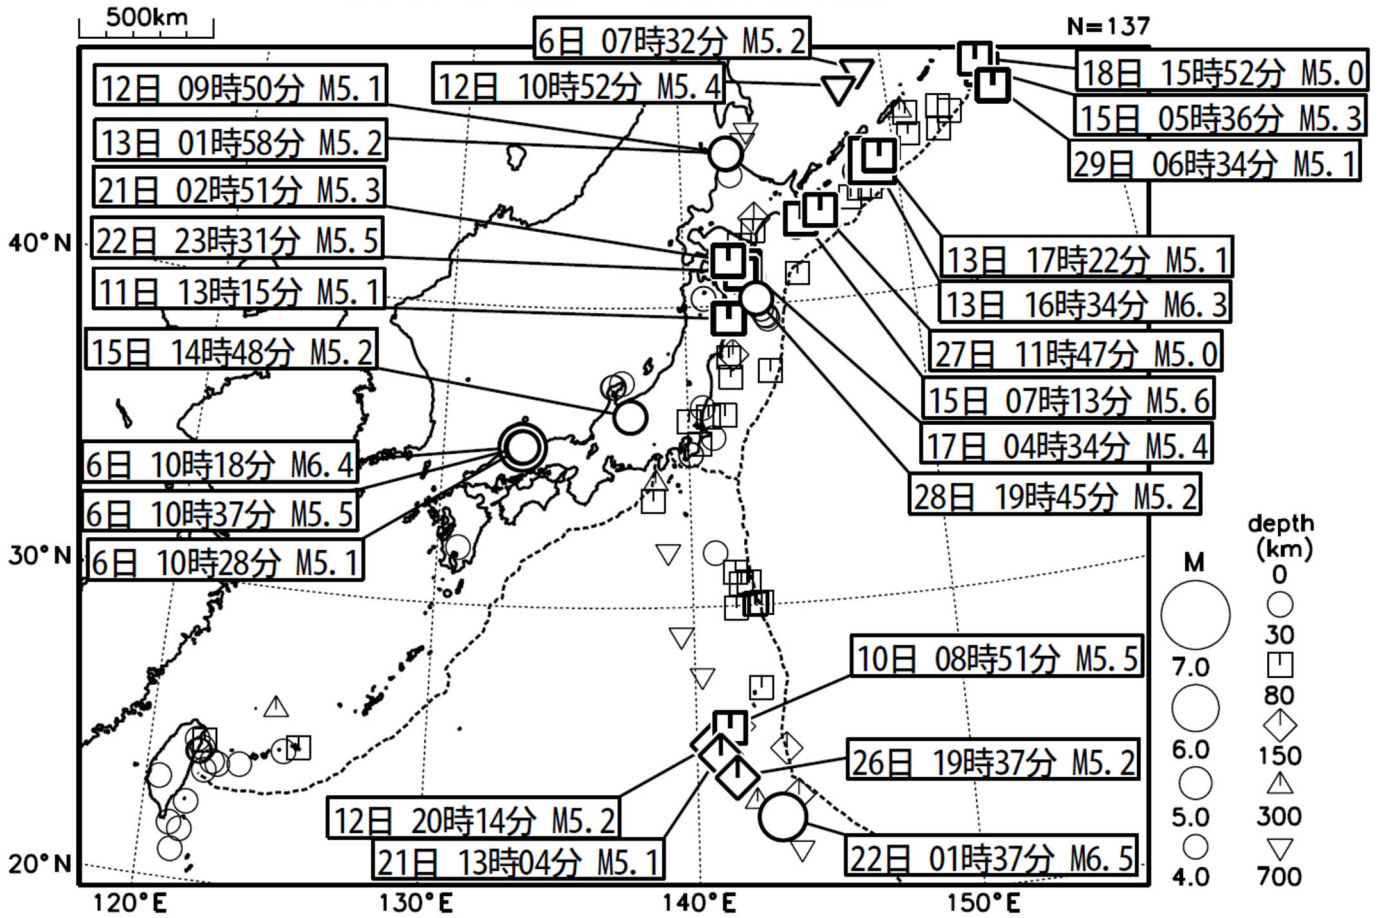 500km
N=137
6日 07時32分 M5.2
12日 10時52分 M5.4
18日 15時52分 M5.0
15日 05時36分 M5.3
29日 06時34分 M5.1
12日 09時50分 M5.1
13日 01時58分 M5.2
21日 02時51分 M5.3
22日 23時31分 M5.5
11日 13時15分 M5.1
15日 14時48分 M5.2
6日 10時18分 M6.4
6日 10時37分 M5.5
6日 10時28分 M5.1
13日 17時22分 M5.1
13日 16時34分 M6.3
27日 11時47分 M5.0
15日 07時13分 M5.6
17日 04時34分 M5.4
28日 19時45分 M5.2
10日 08時51分 M5.5
26日 19時37分 M5.2
12日 20時14分 M5.2
21日 13時04分 M5.1
22日 01時37分 M6.5
40°N
30°N
20°N
120°E
130°E
140°E
150°E
M
7.0
6.0
5.0
4.0
depth
(km)
0
30
80
150
300
700